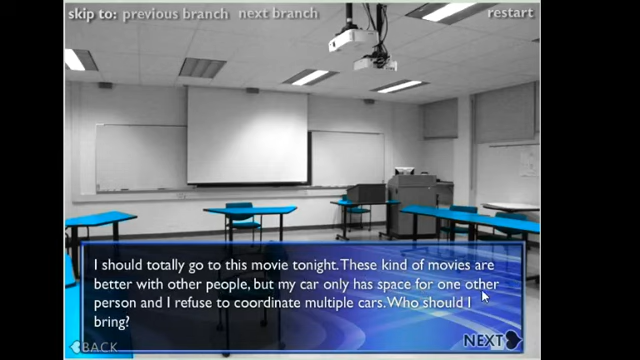 skip to: previous branch next branch restart
I should totally go to this movie tonight. These kind of movies are
better with other people, but my car only has space for one other
person and I refuse to coordinate multiple cars. Who should I
bring?
BACK NEXT